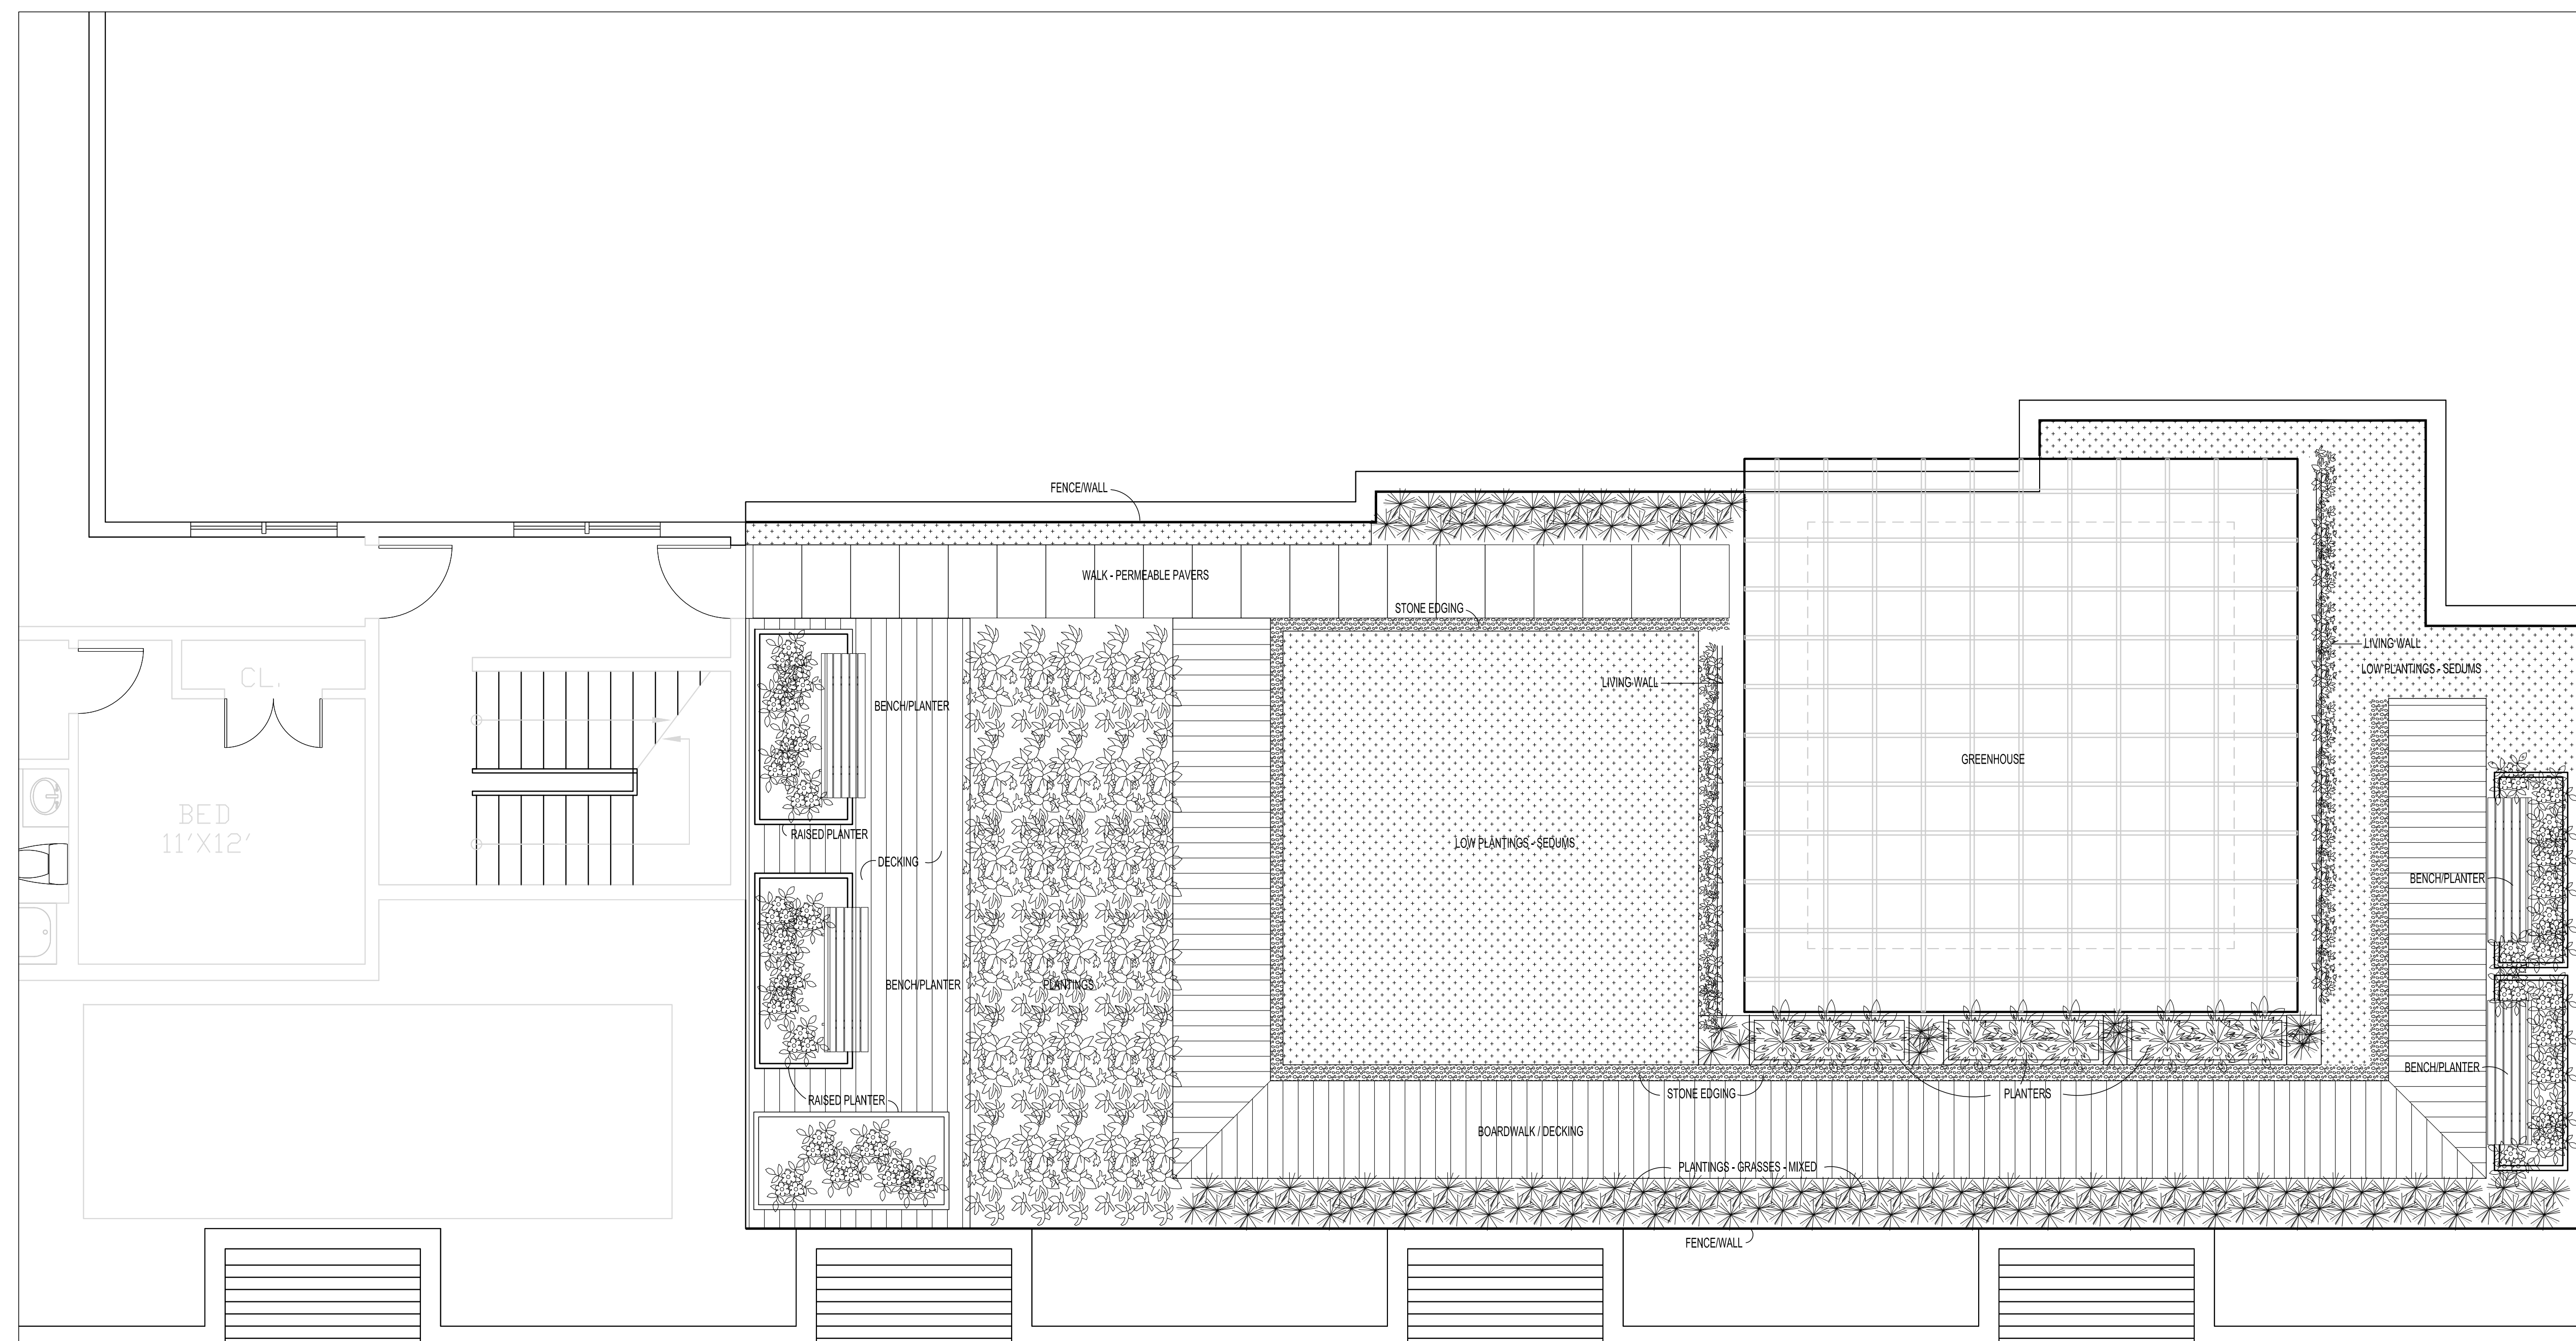 FENCE/WALL
WALK - PERMEABLE PAVERS
STONE EDGING
LIVING WALL
LOW PLANTINGS - SEDUMS
CL.
LIVING WALL
BENCH/PLANTER
GREENHOUSE
BED
11'X12'
RAISED PLANTER
LOW PLANTINGS - SEDUMS
DECKING
BENCH/PLANTER
BENCH/PLANTER
PLANTINGS
BENCH/PLANTER
STONE EDGING
PLANTERS
RAISED PLANTER
BOARDWALK / DECKING
PLANTINGS - GRASSES - MIXED
FENCE/WALL